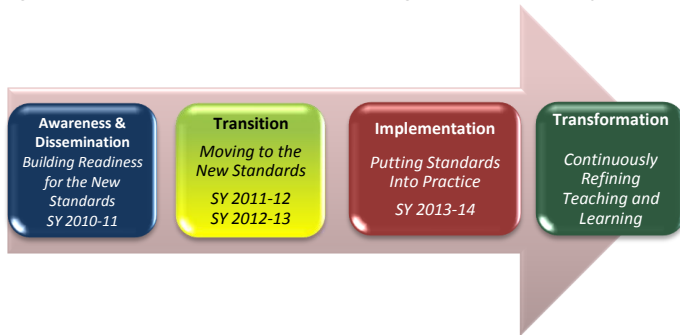 Awareness &
Dissemination
Building Readiness
for the New
Standards
SY 2010-11
Transition
Moving to the
New Standards
SY 2011-12
SY 2012-13
Implementation
Putting Standards
Into Practice
SY 2013-14
Transformation
Continuously
Refining
Teaching and
Learning